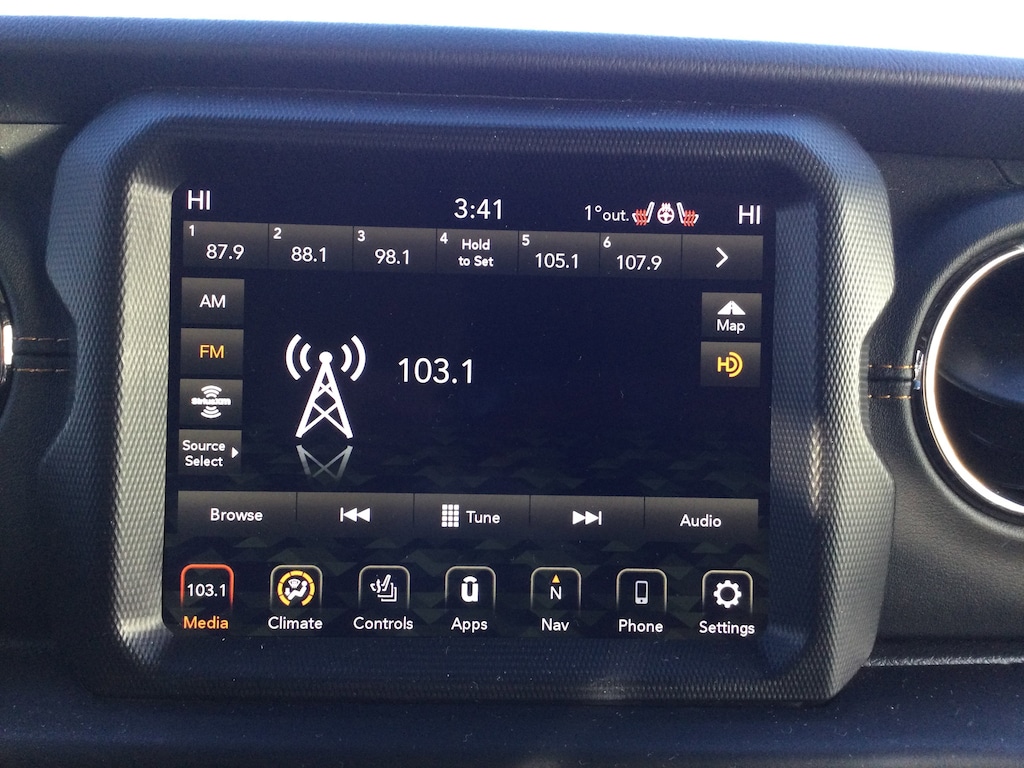 HI 3:41 1°out. HI
1 87.9 2 88.1 3 98.1 4 Hold to Set 5 105.1 6 107.9
AM
Map
FM
HD
103.1
SiriusXM
Source
Select
Browse Tune Audio
103.1 û N
Media Climate Controls Apps Nav Phone Settings